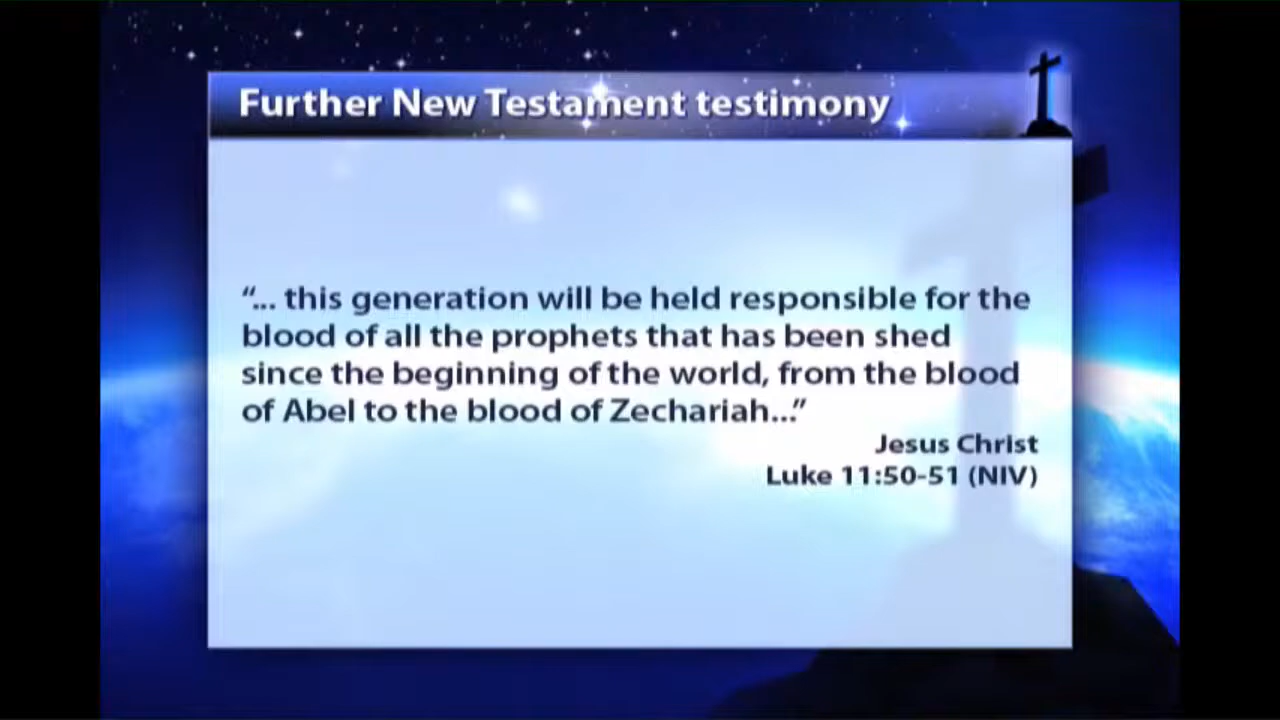 Further New Testament testimony
“... this generation will be held responsible for the
blood of all the prophets that has been shed
since the beginning of the world, from the blood
of Abel to the blood of Zechariah...”
Jesus Christ
Luke 11:50-51 (NIV)